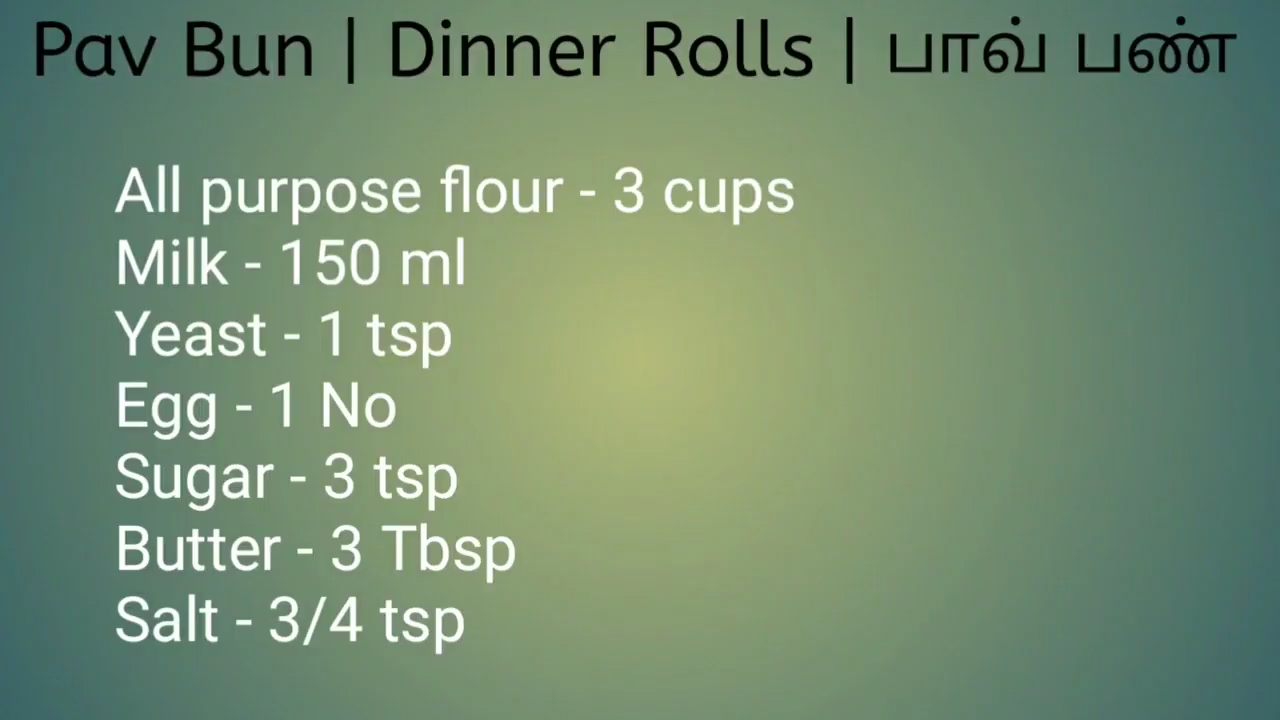 Pav Bun | Dinner Rolls | பாவ் பண்
All purpose flour - 3 cups
Milk - 150 ml
Yeast - 1 tsp
Egg - 1 No
Sugar - 3 tsp
Butter - 3 Tbsp
Salt - 3/4 tsp